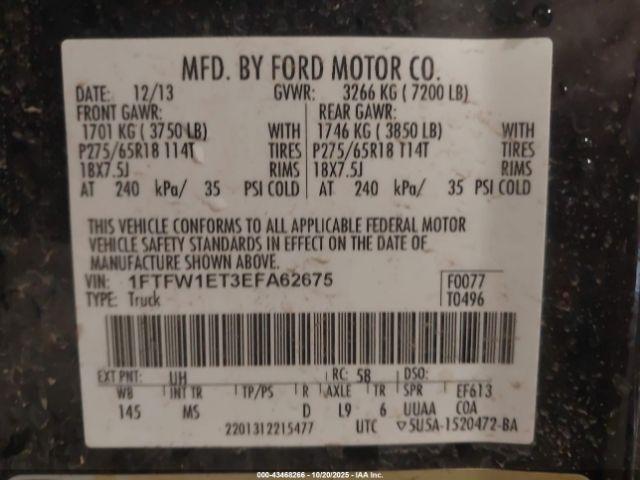 MFD. BY FORD MOTOR CO.
DATE: 12/13 GVWR: 3266 KG ( 7200 LB)
FRONT GAWR: REAR GAWR:
1701 KG ( 3750 LB) WITH 1746 KG ( 3850 LB) WITH
P275/65R18 114T TIRES P275/65R18 114T TIRES
18X7.5J RIMS 18X7.5J RIMS
AT 240 kPa/ 35 PSI COLD AT 240 kPa/ 35 PSI COLD
THIS VEHICLE CONFORMS TO ALL APPLICABLE FEDERAL MOTOR
VEHICLE SAFETY STANDARDS IN EFFECT ON THE DATE OF
MANUFACTURE SHOWN ABOVE.
VIN: 1FTFW1ET3EFA62675 F0077
TYPE: Truck T0496
EXT PNT: UH RC: 58 DSO:
WB INT TR TP/PS R AXLE TR SPR EF613
145 MS D L9 6 UUAA COA
2201312215477 UTC ▽5U5A-1520472-BA
000-43468266 - 10/20/2025 - IAA Inc.